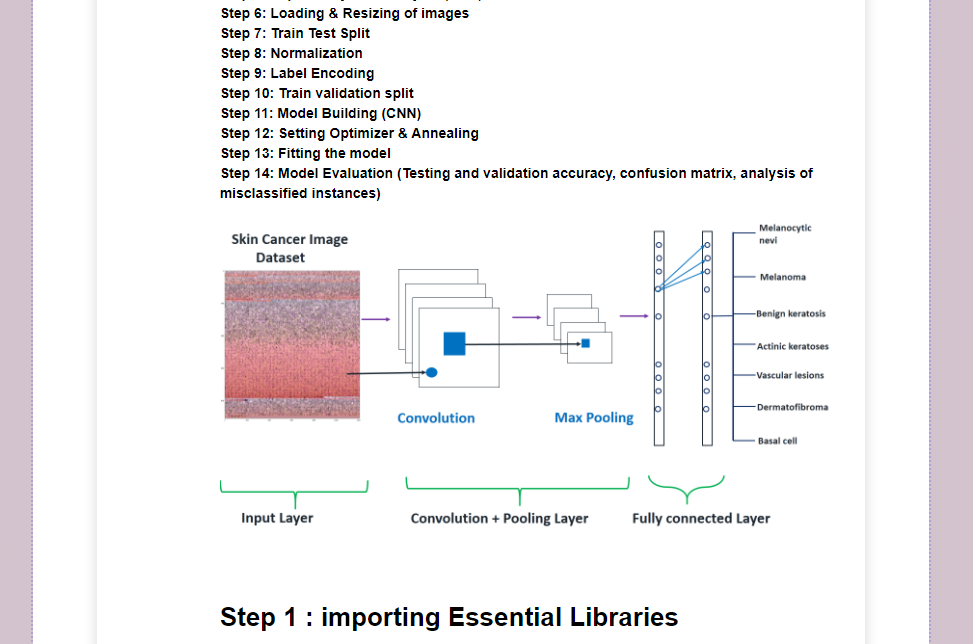 Step 6: Loading & Resizing of images
Step 7: Train Test Split
Step 8: Normalization
Step 9: Label Encoding
Step 10: Train validation split
Step 11: Model Building (CNN)
Step 12: Setting Optimizer & Annealing
Step 13: Fitting the model
Step 14: Model Evaluation (Testing and validation accuracy, confusion matrix, analysis of
misclassified instances)
Skin Cancer Image
Dataset
Convolution
Max Pooling
Melanocytic
nevi
Melanoma
Benign keratosis
Actinic keratoses
Vascular lesions
Dermatofibroma
Basal cell
Input Layer
Convolution + Pooling Layer
Fully connected Layer
Step 1 : importing Essential Libraries